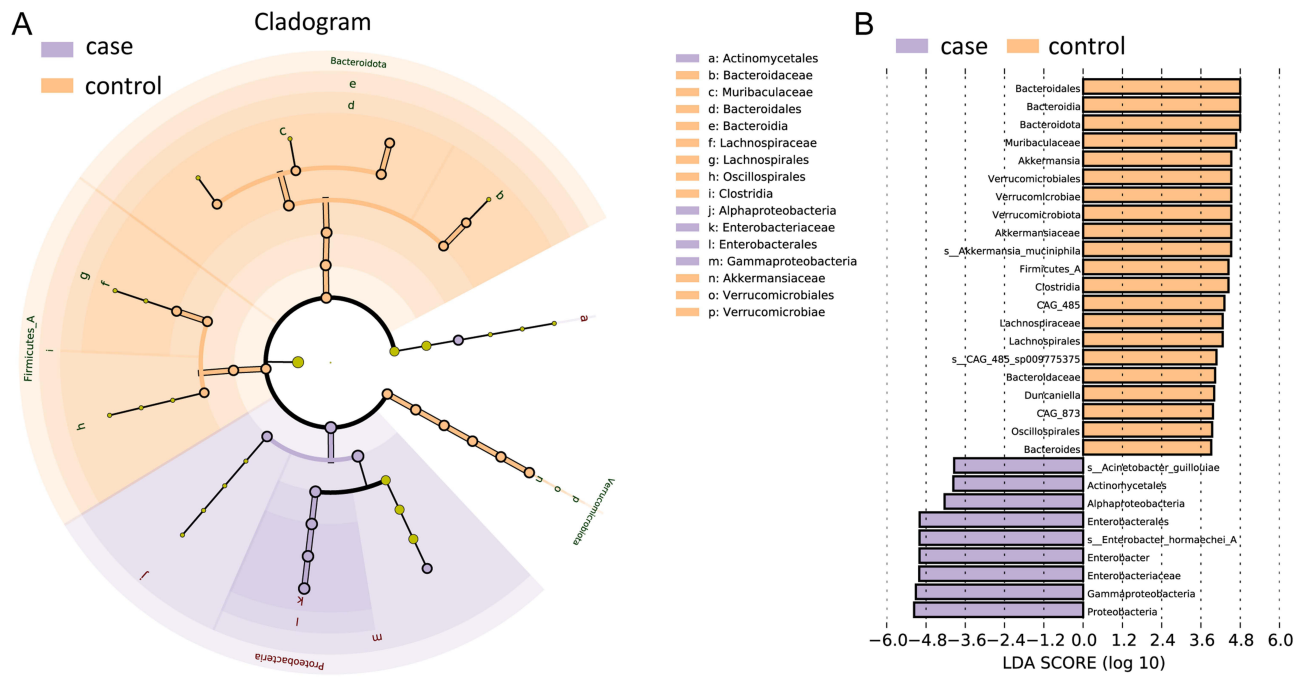 A
Cladogram
case
control
Bacteroidota
e
d
c
b
g
f
Firmicutes_A
i
h
a
n
o
p
Verrucomicrobiota
j
k
l
m
Proteobacteria
a: Actinomycetales
b: Bacteroidaceae
c: Muribaculaceae
d: Bacteroidales
e: Bacteroidia
f: Lachnospiraceae
g: Lachnospirales
h: Oscillospirales
i: Clostridia
j: Alphaproteobacteria
k: Enterobacteriaceae
l: Enterobacterales
m: Gammaproteobacteria
n: Akkermansiaceae
o: Verrucomicrobiales
p: Verrucomicrobiae
B
case control
Bacteroidales
Bacteroidia
Bacteroidota
Muribaculaceae
Akkermansia
Verrucomicrobiales
Verrucomicrobiae
Verrucomicrobiota
Akkermansiaceae
s__Akkermansia_muciniphila
Firmicutes_A
Clostridia
CAG_485
Lachnospiraceae
Lachnospirales
s__CAG_485_sp009775375
Bacteroidaceae
Duncaniella
CAG_873
Oscillospirales
Bacteroides
s__Acinetobacter_guillouiae
Actinomycetales
Alphaproteobacteria
Enterobacterales
s__Enterobacter_hormaechei_A
Enterobacter
Enterobacteriaceae
Gammaproteobacteria
Proteobacteria
−6.0 −4.8 −3.6 −2.4 −1.2 0.0 1.2 2.4 3.6 4.8 6.0
LDA SCORE (log 10)